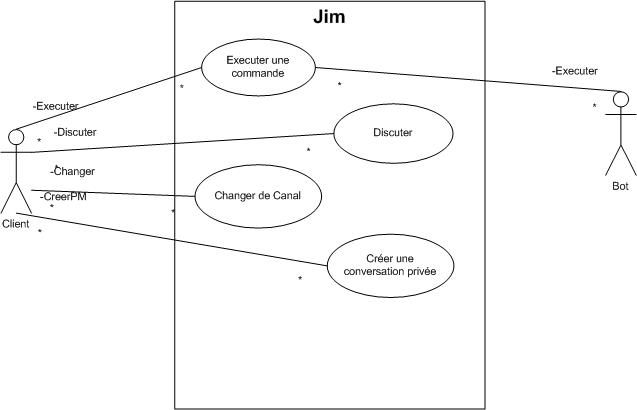 Jim
Executer une
commande
-Executer
*
*
-Executer
*
*
-Discuter
Discuter
*
*
-Changer
Changer de Canal
*
*
-CreerPM
Créer une
conversation privée
*
*
Client
Bot